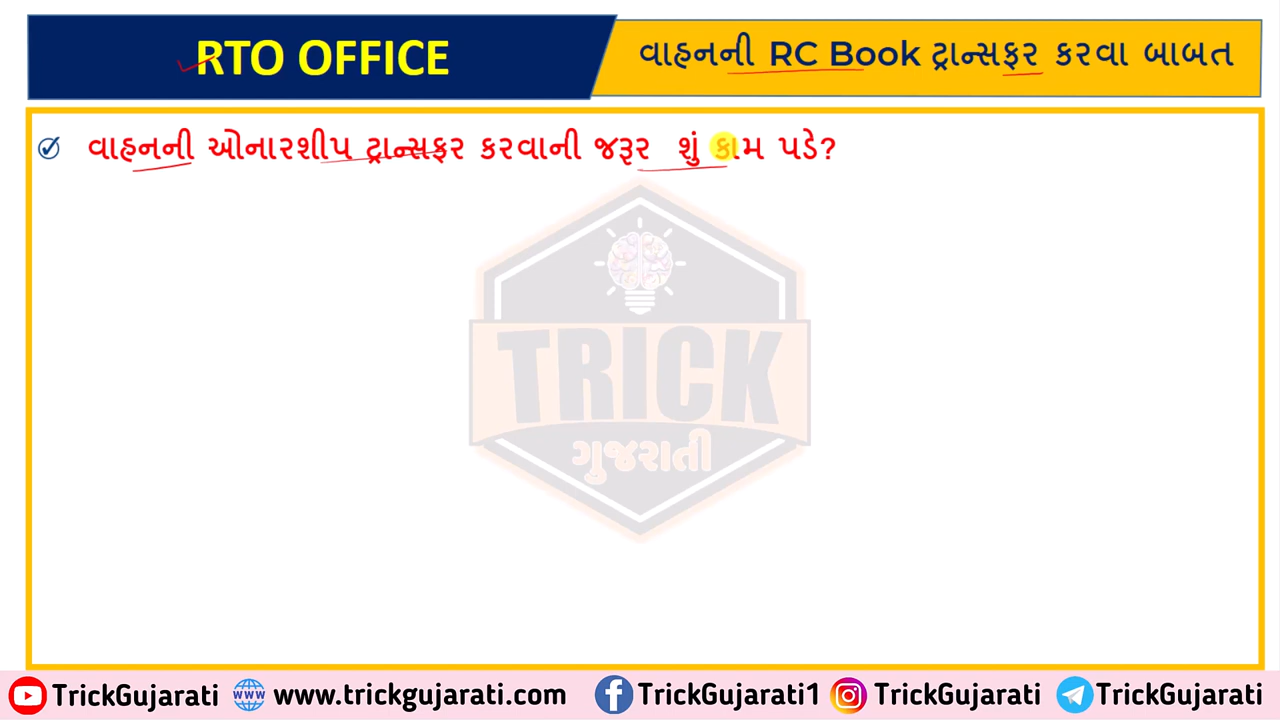 RTO OFFICE
વાહનની RC Book ટ્રાન્સફર કરવા બાબત
વાહનની ઓનારશીપ ટ્રાન્સફર કરવાની જરૂર શું કામ પડે?
TRICK
ગુજરાતી
TrickGujarati www.trickgujarati.com TrickGujarati1 TrickGujarati TrickGujarati